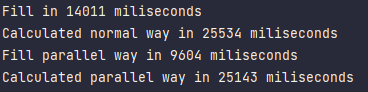 Fill in 14011 miliseconds
Calculated normal way in 25534 miliseconds
Fill parallel way in 9604 miliseconds
Calculated parallel way in 25143 miliseconds